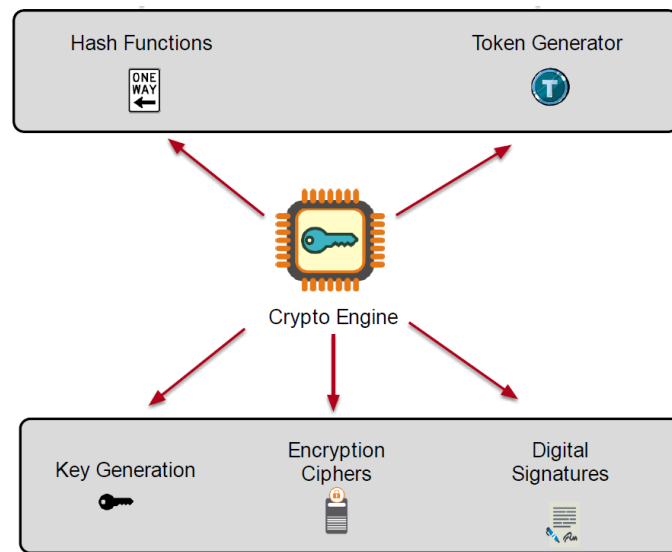 Hash Functions
Token Generator
ONE
WAY
T
Crypto Engine
Key Generation
Encryption
Ciphers
Digital
Signatures